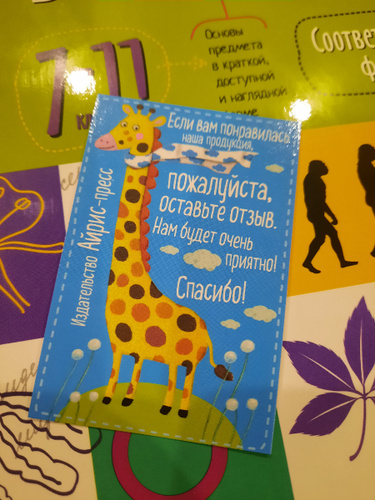 7-11
Основы
предмета
в краткой,
доступной
и наглядной
Если вам понравилась
наша продукция,
пожалуйста,
оставьте отзыв.
Нам будет очень
приятно!
Спасибо!
Издательство Айрис-пресс